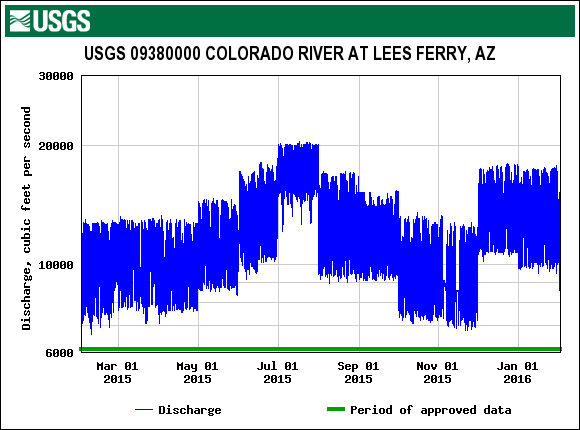 USGS
USGS 09380000 COLORADO RIVER AT LEES FERRY, AZ
Discharge, cubic feet per second
30000
20000
10000
6000
Mar 01 May 01 Jul 01 Sep 01 Nov 01 Jan 01
2015 2015 2015 2015 2015 2016
Discharge Period of approved data